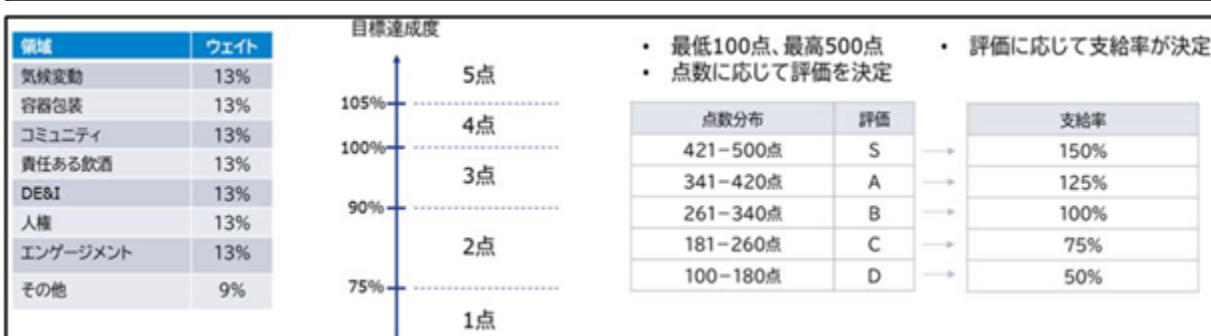 領域 ウェイト
気候変動 13%
容器包装 13%
コミュニティ 13%
責任ある飲酒 13%
DE&I 13%
人権 13%
エンゲージメント 13%
その他 9%
目標達成度
5点
105%
4点
100%
3点
90%
2点
75%
1点
• 最低100点、最高500点
• 点数に応じて評価を決定
点数分布 評価
421−500点 S
341−420点 A
261−340点 B
181−260点 C
100−180点 D
• 評価に応じて支給率が決定
支給率
150%
125%
100%
75%
50%